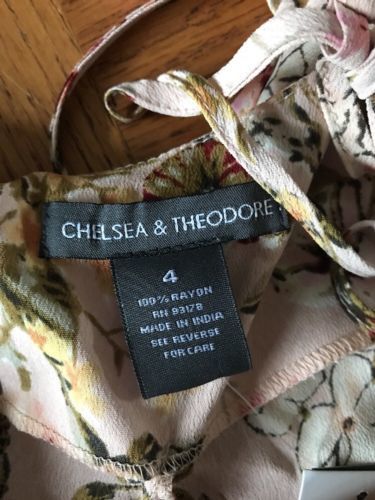 CHELSEA & THEODORE
4
100% RAYON
RN 93178
MADE IN INDIA
SEE REVERSE
FOR CARE